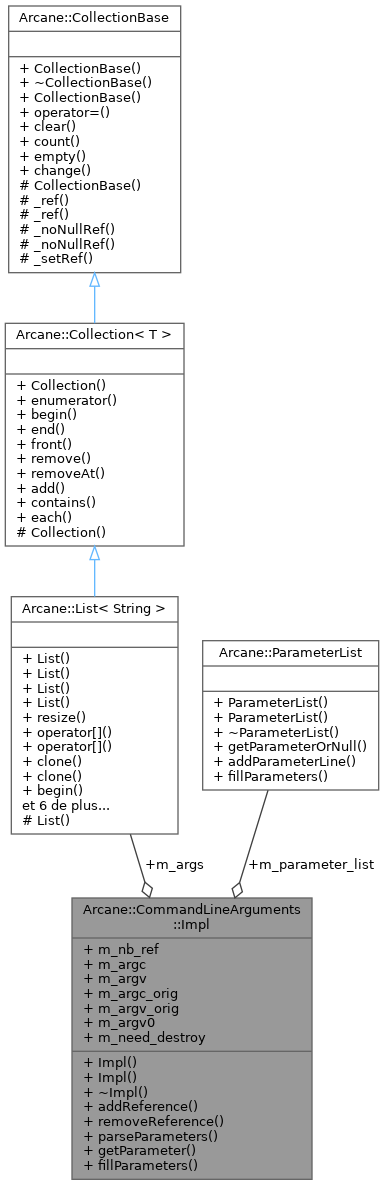 Arcane::CollectionBase
+ CollectionBase()
+ ~CollectionBase()
+ CollectionBase()
+ operator=()
+ clear()
+ count()
+ empty()
+ change()
# CollectionBase()
# _ref()
# _ref()
# _noNullRef()
# _noNullRef()
# _setRef()
Arcane::Collection< T >
+ Collection()
+ enumerator()
+ begin()
+ end()
+ front()
+ remove()
+ removeAt()
+ add()
+ contains()
+ each()
# Collection()
Arcane::List< String >
+ List()
+ List()
+ List()
+ List()
+ resize()
+ operator[]()
+ operator[]()
+ clone()
+ clone()
+ begin()
et 6 de plus...
# List()
Arcane::ParameterList
+ ParameterList()
+ ParameterList()
+ ~ParameterList()
+ getParameterOrNull()
+ addParameterLine()
+ fillParameters()
+m_args
+m_parameter_list
Arcane::CommandLineArguments
::Impl
+ m_nb_ref
+ m_argc
+ m_argv
+ m_argc_orig
+ m_argv_orig
+ m_argv0
+ m_need_destroy
+ Impl()
+ Impl()
+ ~Impl()
+ addReference()
+ removeReference()
+ parseParameters()
+ getParameter()
+ fillParameters()